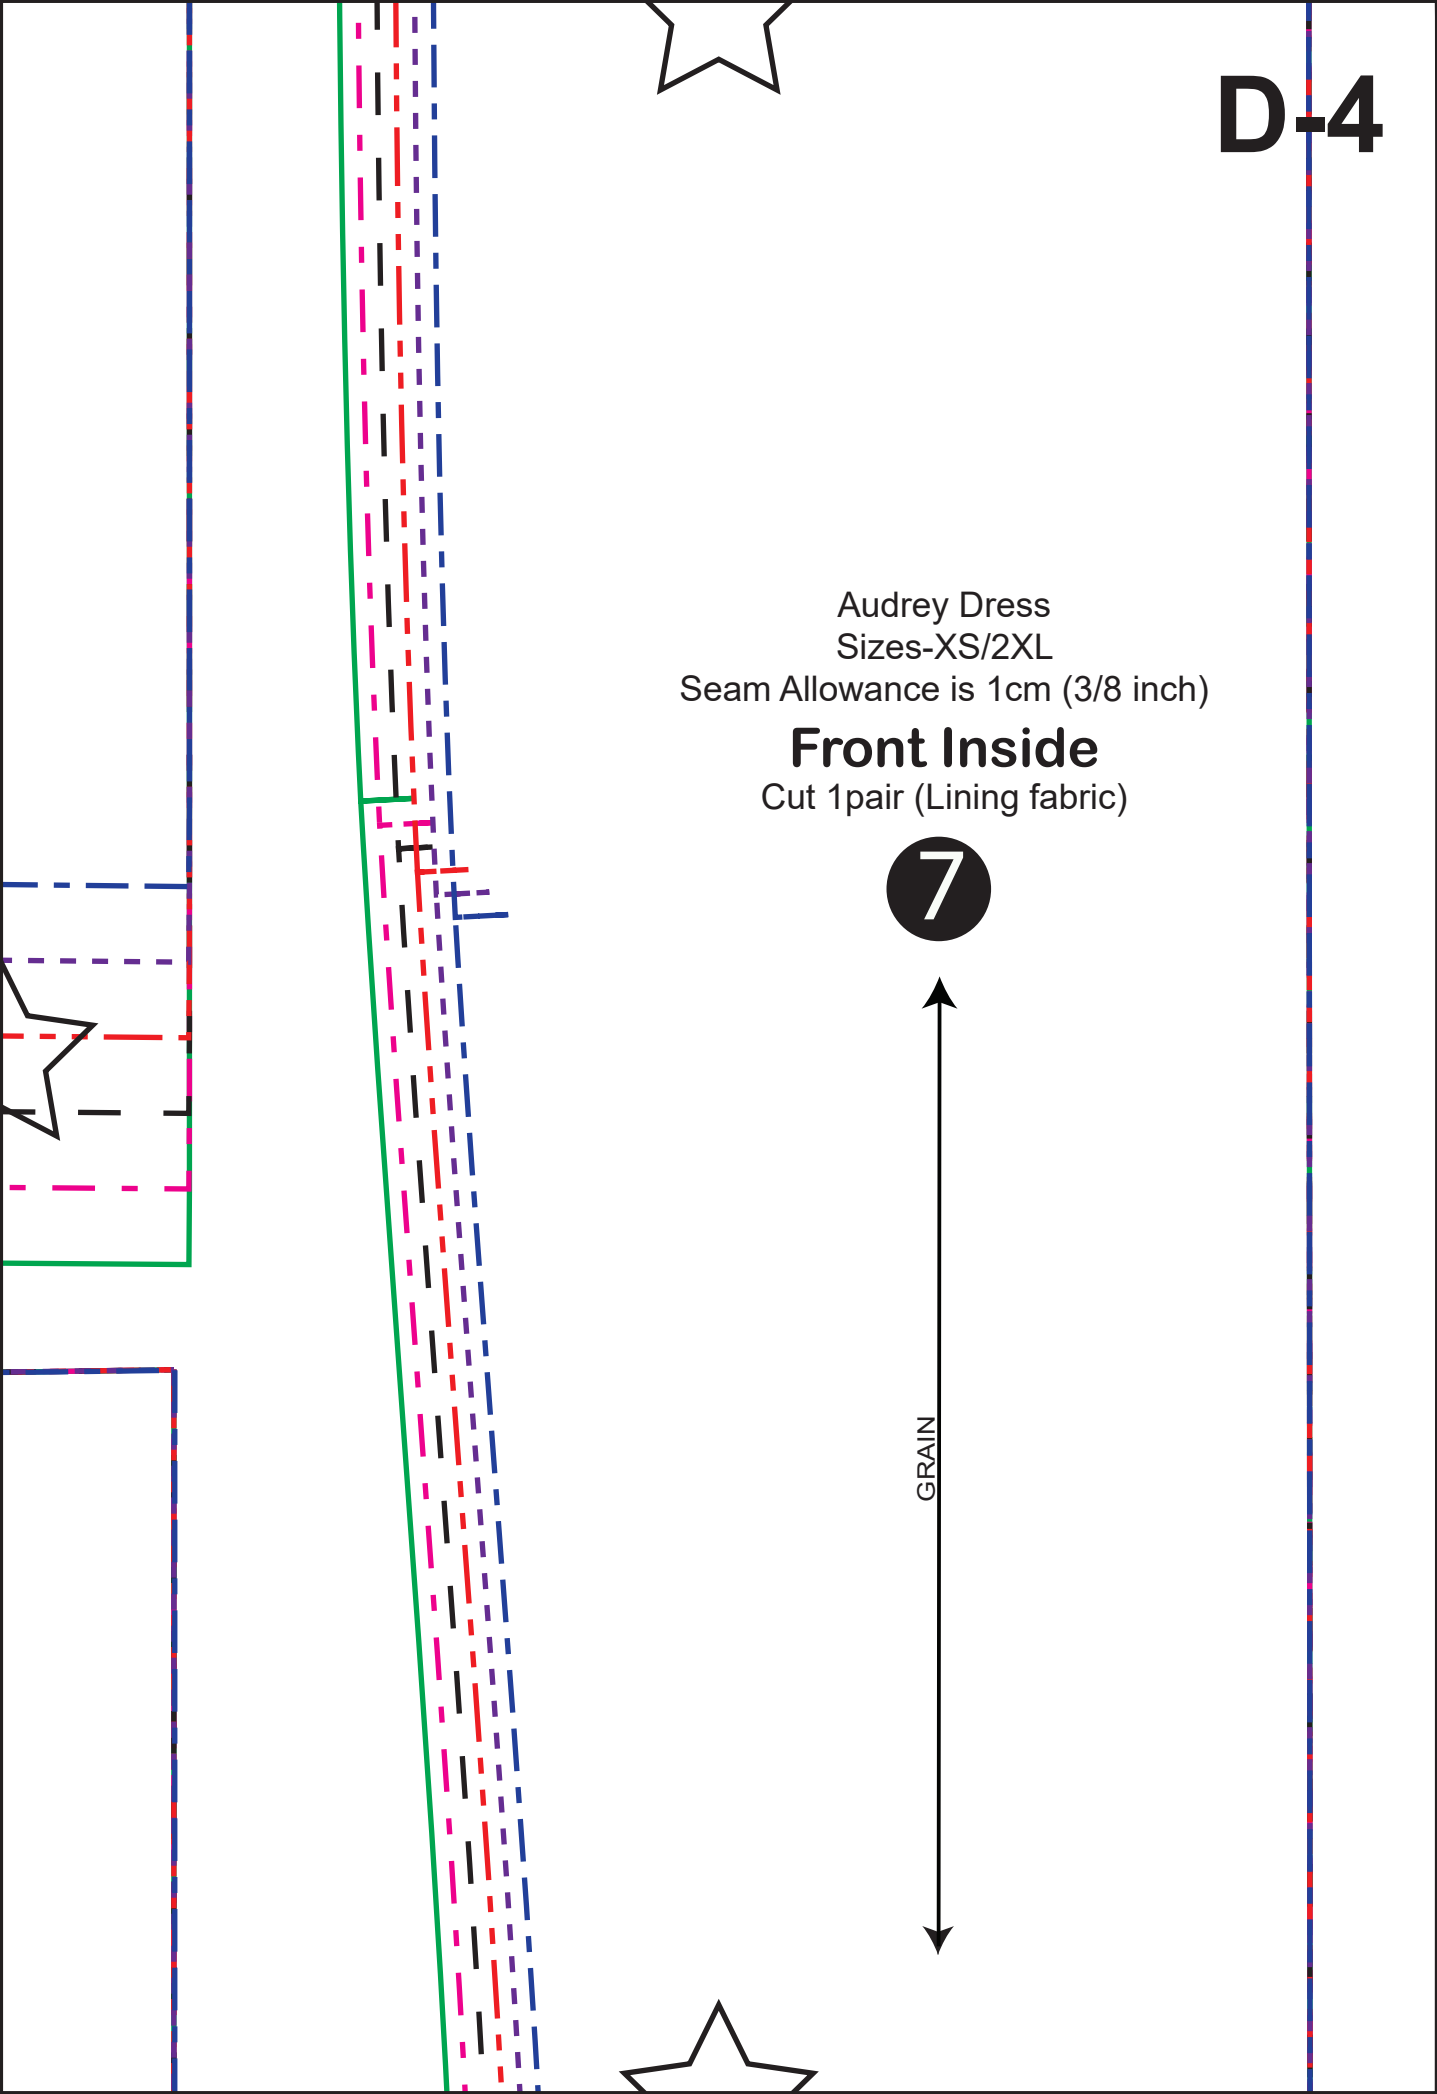 D-4
Audrey Dress
Sizes-XS/2XL
Seam Allowance is 1cm (3/8 inch)
Front Inside
Cut 1pair (Lining fabric)
7
GRAIN